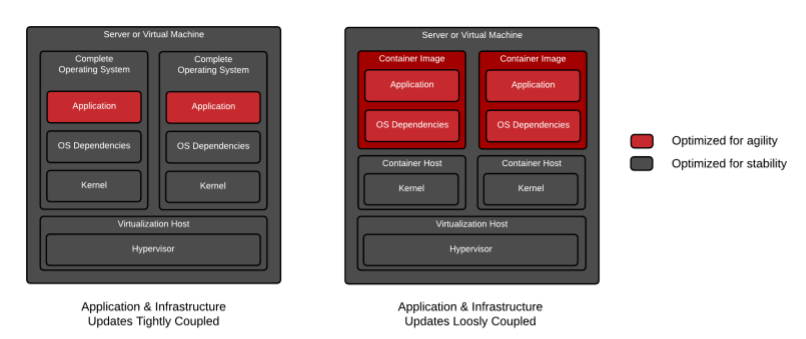 Server or Virtual Machine
Complete
Operating System
Application
OS Dependencies
Kernel
Complete
Operating System
Application
OS Dependencies
Kernel
Virtualization Host
Hypervisor
Application & Infrastructure
Updates Tightly Coupled
Server or Virtual Machine
Container Image
Application
OS Dependencies
Container Image
Application
OS Dependencies
Container Host
Kernel
Container Host
Kernel
Virtualization Host
Hypervisor
Application & Infrastructure
Updates Loosly Coupled
Optimized for agility
Optimized for stability